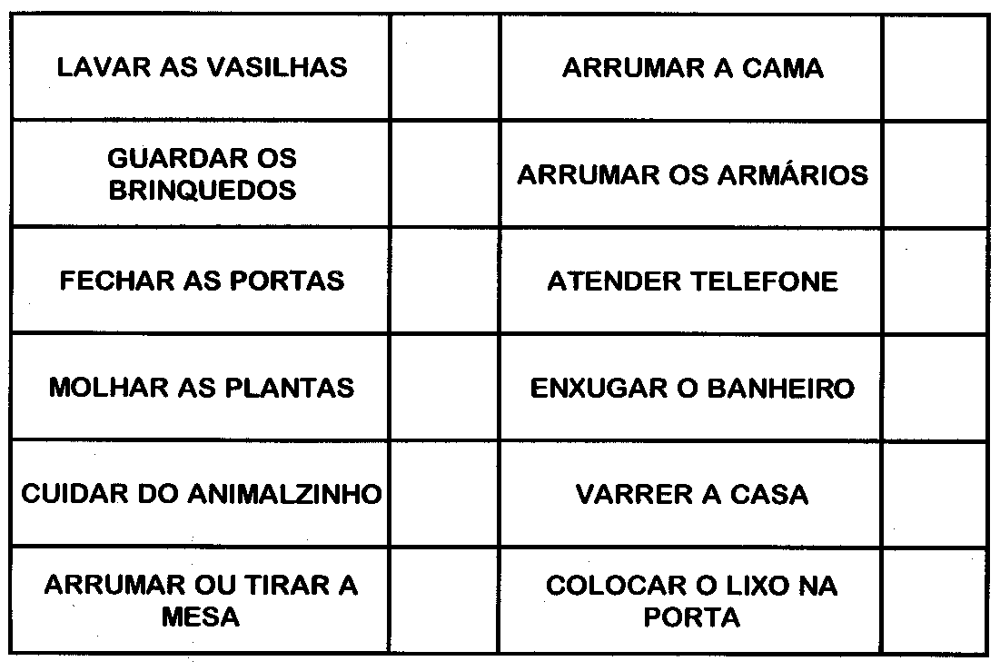 LAVAR AS VASILHAS
ARRUMAR A CAMA
GUARDAR OS
BRINQUEDOS
ARRUMAR OS ARMÁRIOS
FECHAR AS PORTAS
ATENDER TELEFONE
MOLHAR AS PLANTAS
ENXUGAR O BANHEIRO
CUIDAR DO ANIMALZINHO
VARRER A CASA
ARRUMAR OU TIRAR A
MESA
COLOCAR O LIXO NA
PORTA